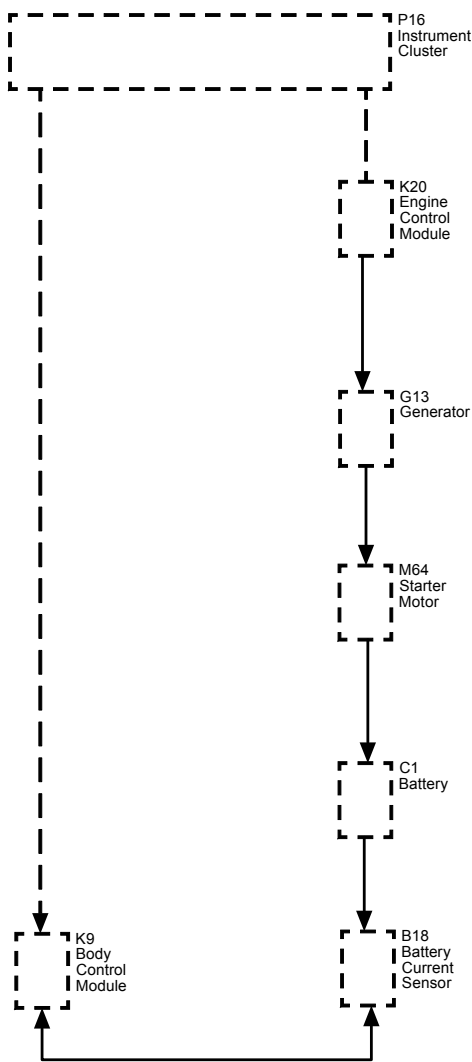 P16
Instrument
Cluster
K20
Engine
Control
Module
G13
Generator
M64
Starter
Motor
C1
Battery
K9
Body
Control
Module
B18
Battery
Current
Sensor